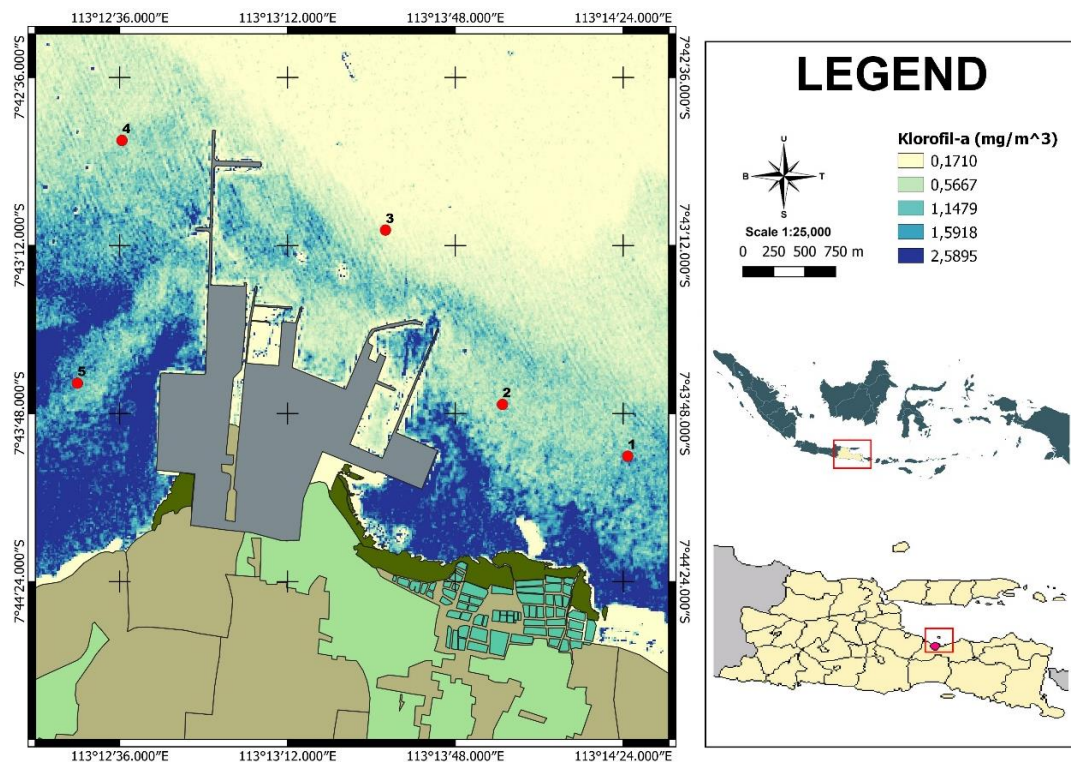 113°12'36.000"S 113°13'12.000"S 113°13'48.000"S 113°14'24.000"S
7°42'36.000"S 7°43'12.000"S 7°43'48.000"S 7°44'24.000"S
4
3
5
2
1
7°42'36.000"S 7°43'12.000"S 7°43'48.000"S 7°44'24.000"S
113°12'36.000"S 113°13'12.000"S 113°13'48.000"S 113°14'24.000"S
LEGEND
U
B T
S
Scale 1:25,000
0 250 500 750 m
Klorofil-a (mg/m^3)
0,1710
0,5667
1,1479
1,5918
2,5895